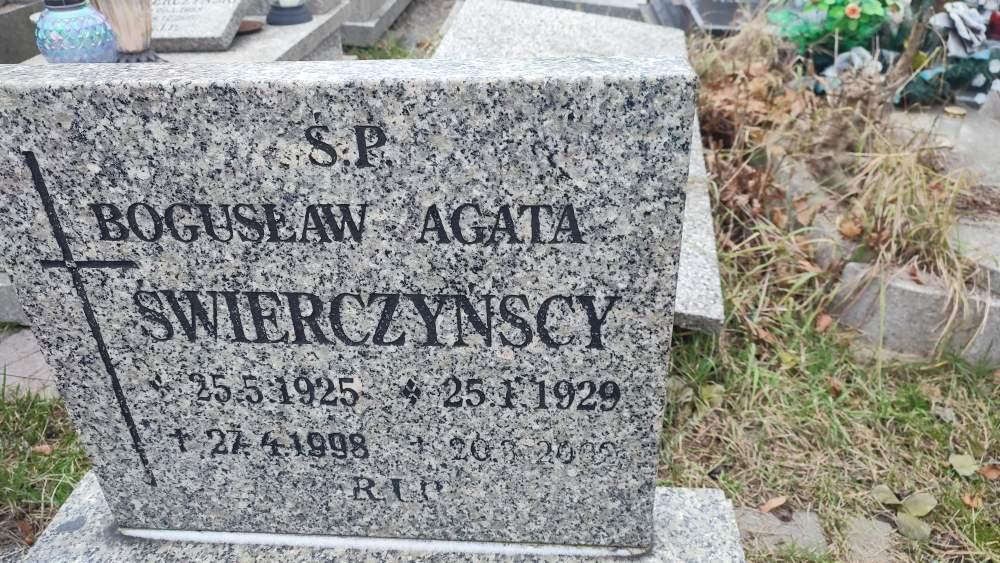 Ś.P.
BOGUSŁAW AGATA
ŚWIERCZYŃSCY
25.5.1925 25.1.1929
† 27.4.1998 †
R.I.P.